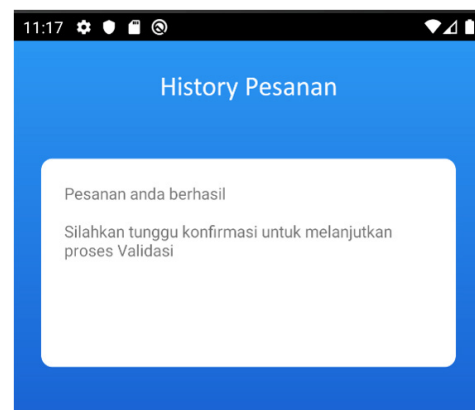 11:17
History Pesanan
Pesanan anda berhasil
Silahkan tunggu konfirmasi untuk melanjutkan
proses Validasi